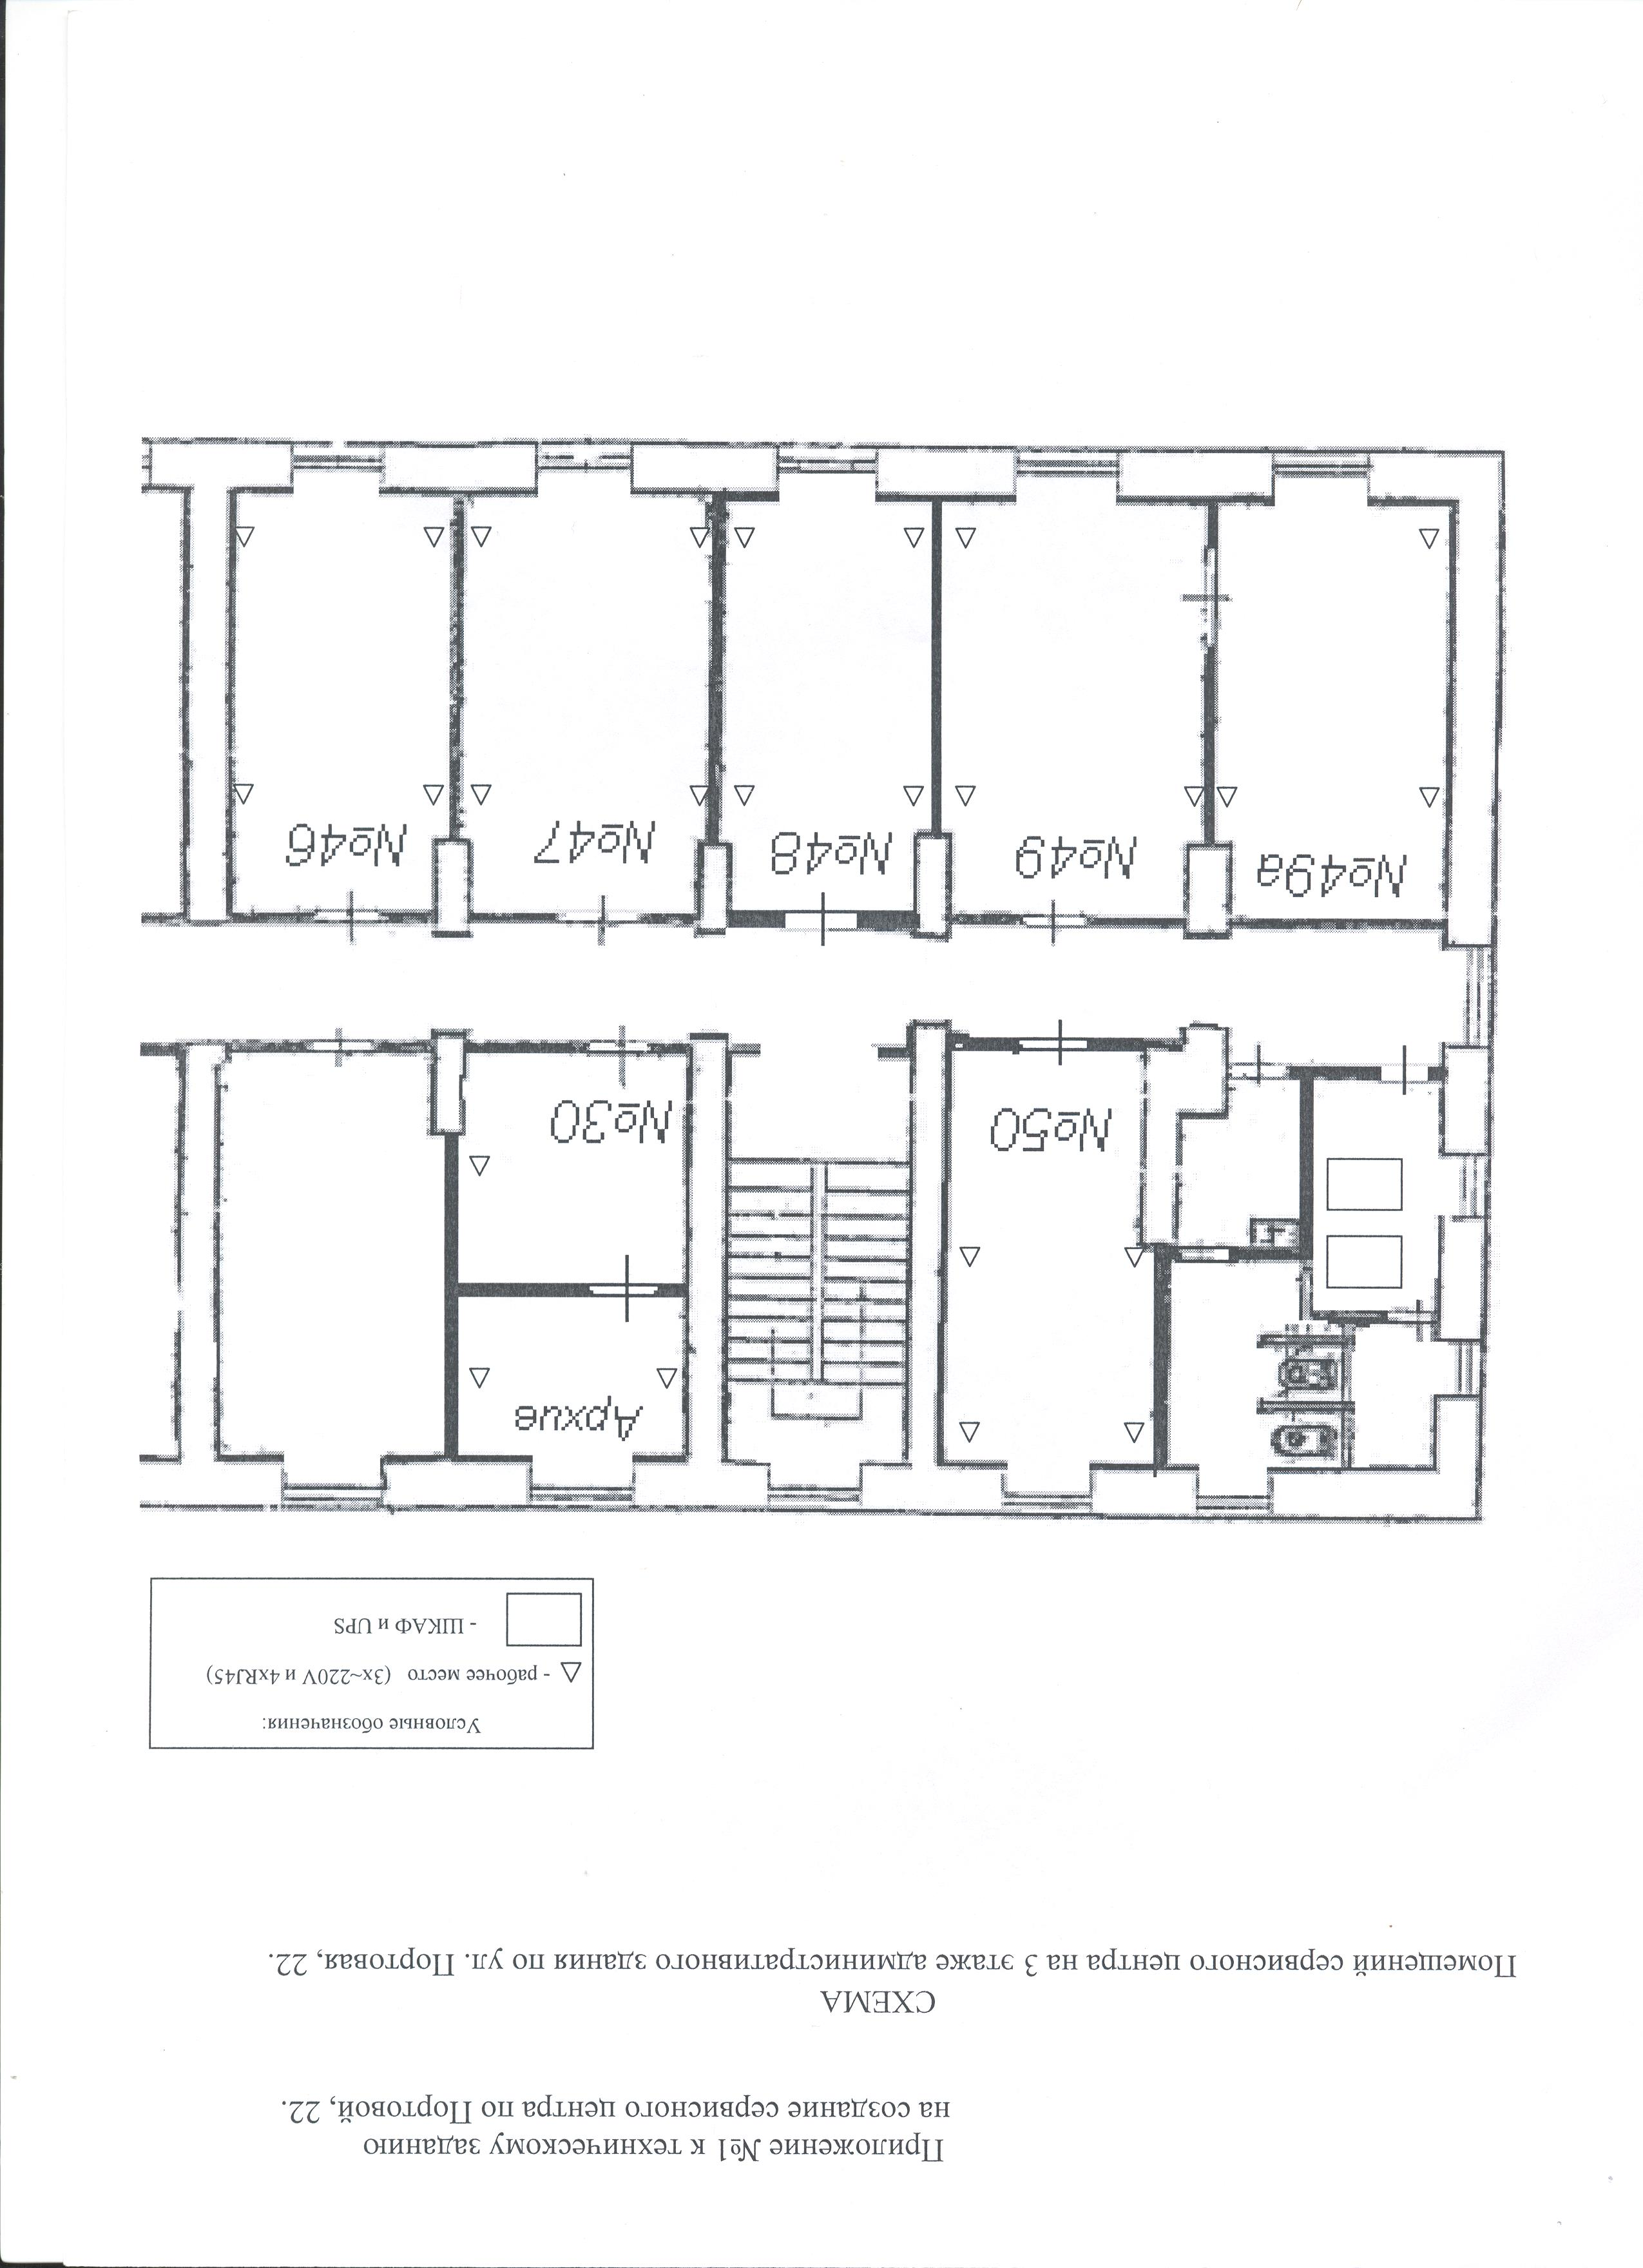 Приложение №1 к техническому заданию
на создание сервисного центра по Портовой, 22.
СХЕМА
Помещений сервисного центра на 3 этаже административного здания по ул. Портовая, 22.
Условные обозначения:
- рабочее место (3х~220V и 4xRJ45)
- ШКАФ и UPS
Архив
№50
№30
№49а
№49
№48
№47
№46